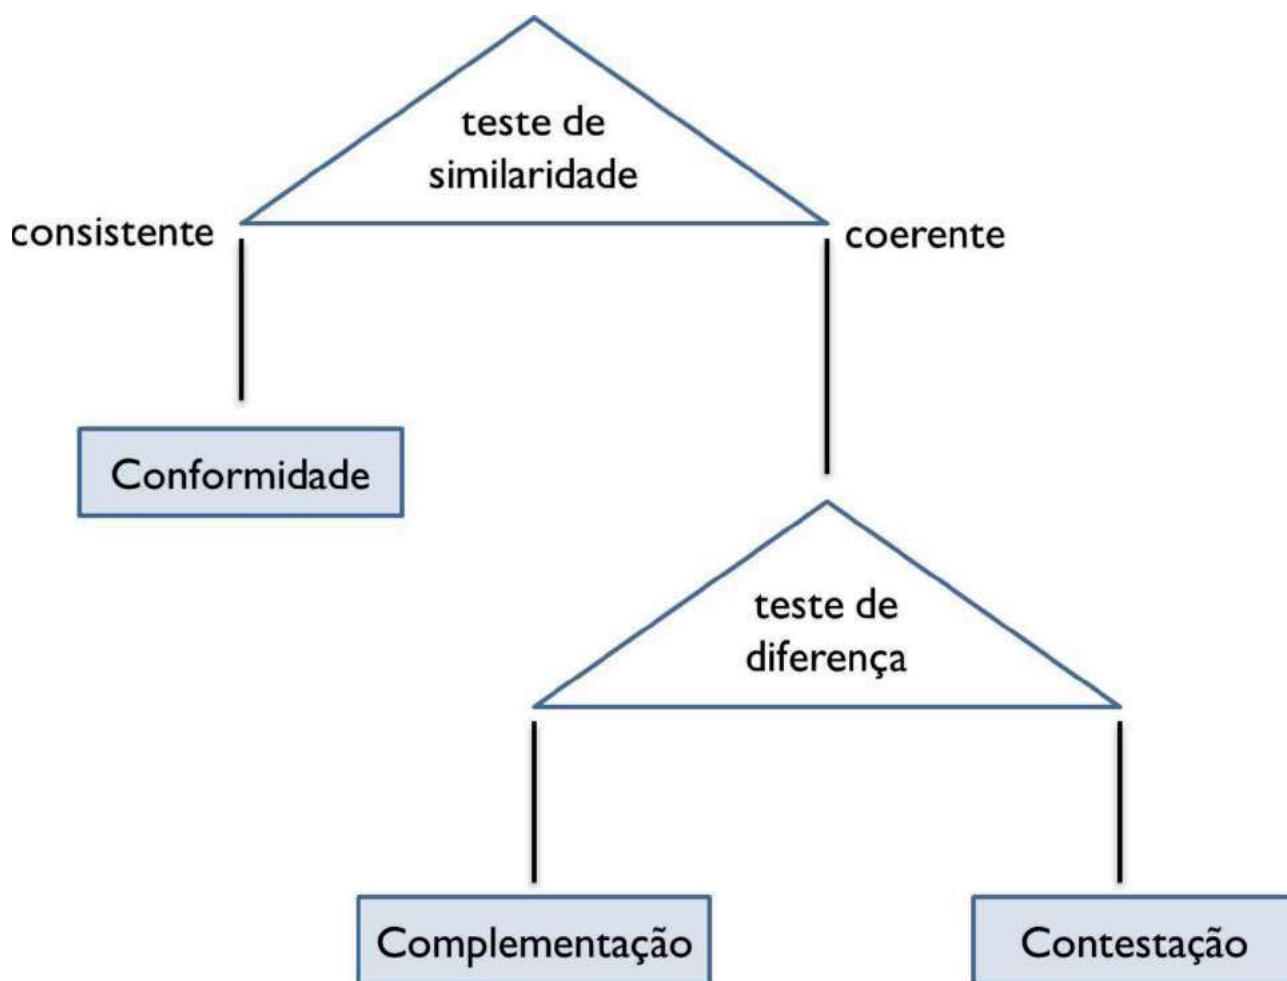 teste de
similaridade
consistente
coerente
Conformidade
teste de
diferença
Complementação
Contestação